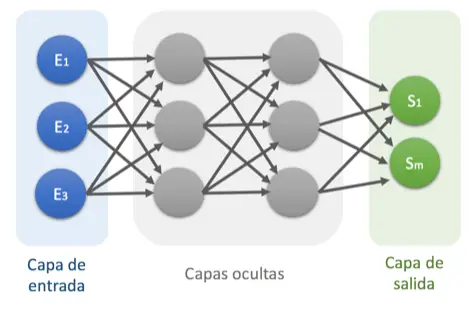 E1
E2
E3
S1
Sm
Capa de
entrada
Capas ocultas
Capa de
salida